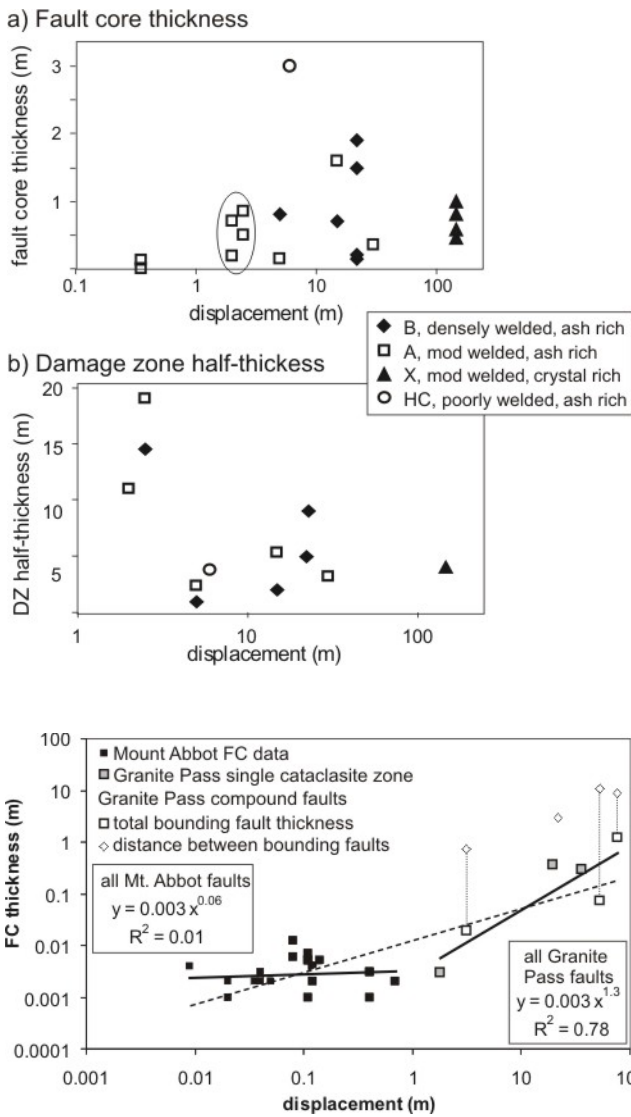 a) Fault core thickness
fault core thickness (m)
3
2
1
0.1
1
10
100
displacement (m)
B, densely welded, ash rich
A, mod welded, ash rich
X, mod welded, crystal rich
HC, poorly welded, ash rich
b) Damage zone half-thickess
DZ half-thickness (m)
20
15
10
5
1
10
100
displacement (m)
FC thickness (m)
100
10
1
0.1
0.01
0.001
0.0001
Mount Abbot FC data
Granite Pass single cataclasite zone
Granite Pass compound faults
total bounding fault thickness
distance between bounding faults
all Mt. Abbot faults
y = 0.003 x^0.06
R² = 0.01
all Granite
Pass faults
y = 0.003 x^1.3
R² = 0.78
0.001
0.01
0.1
1
10
100
displacement (m)